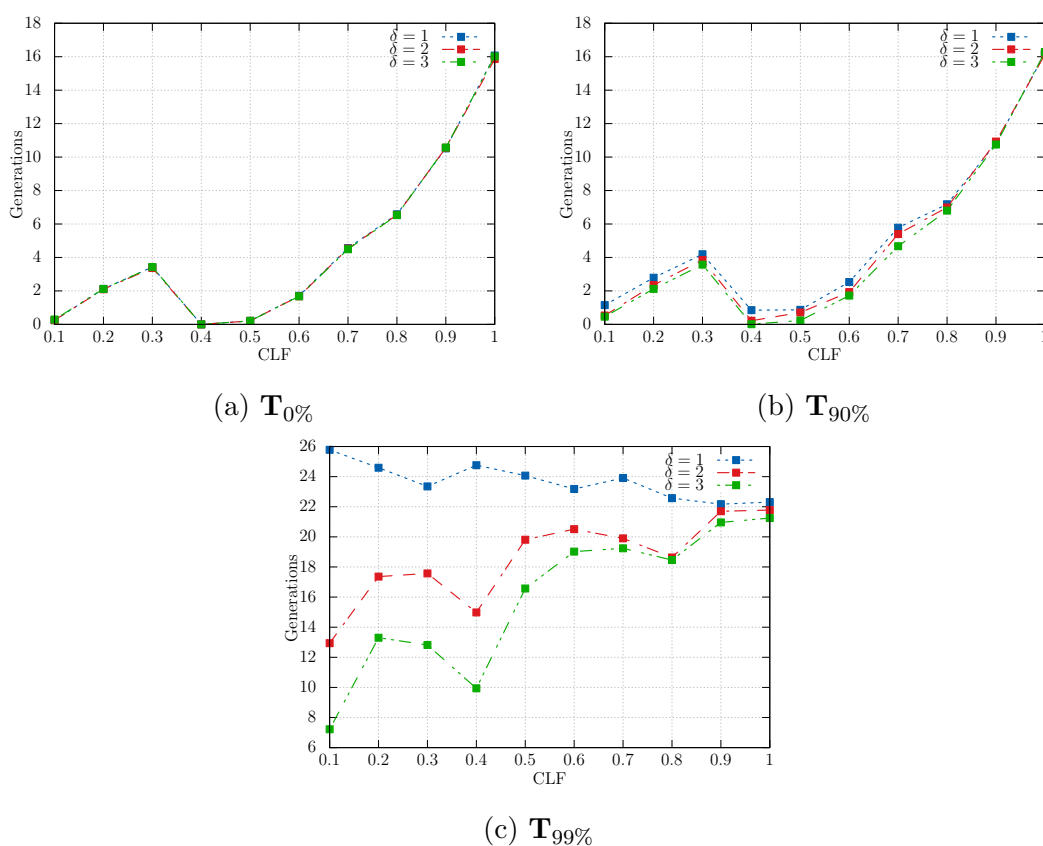 18
16
14
12
10
8
6
4
2
0
Generations
0.1 0.2 0.3 0.4 0.5 0.6 0.7 0.8 0.9 1
CLF
δ = 1
δ = 2
δ = 3
(a) T0%
18
16
14
12
10
8
6
4
2
0
Generations
0.1 0.2 0.3 0.4 0.5 0.6 0.7 0.8 0.9 1
CLF
δ = 1
δ = 2
δ = 3
(b) T90%
26
24
22
20
18
16
14
12
10
8
6
Generations
0.1 0.2 0.3 0.4 0.5 0.6 0.7 0.8 0.9 1
CLF
δ = 1
δ = 2
δ = 3
(c) T99%